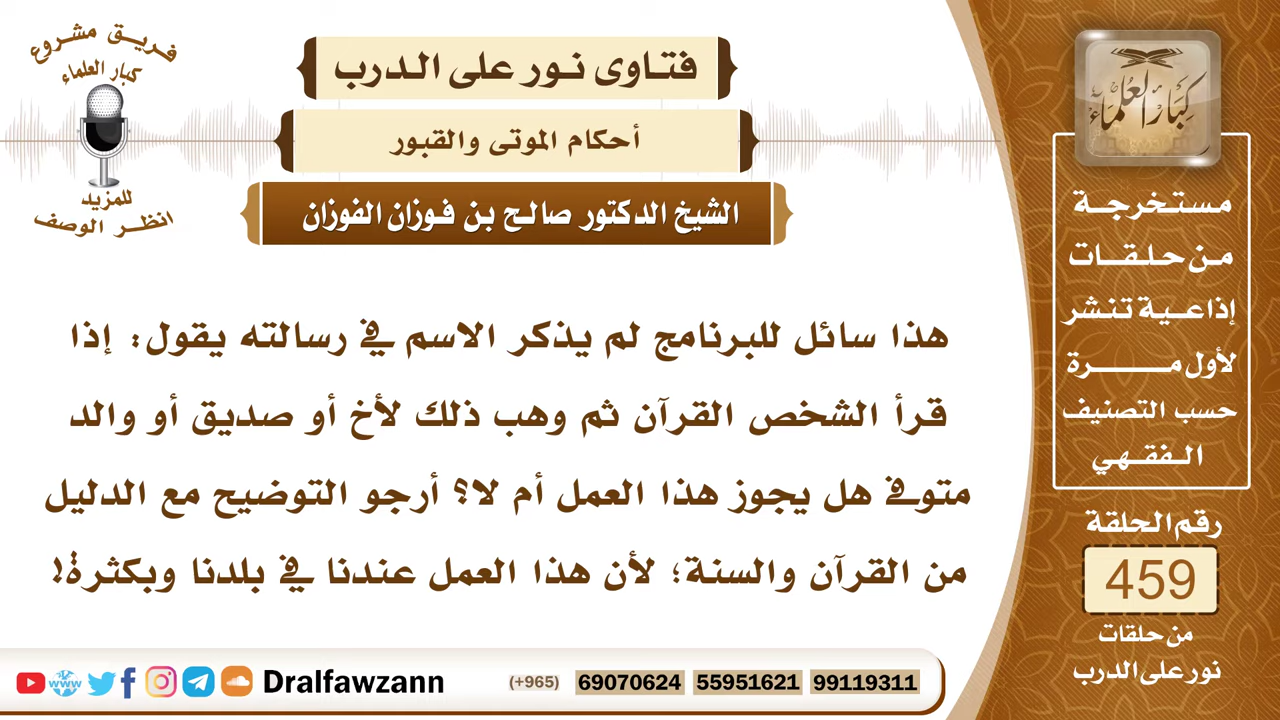 فريق مشروع
كبار العلماء
للمزيد
انظر الوصف
فتاوى نور على الدرب
أحكام الموتى والقبور
الشيخ الدكتور صالح بن فوزان الفوزان
هذا سائل للبرنامج لم يذكر الاسم في رسالته يقول: إذا
قرأ الشخص القرآن ثم وهب ذلك لأخ أو صديق أو والد
متوفى هل يجوز هذا العمل أم لا؟ أرجو التوضيح مع الدليل
من القرآن والسنة؛ لأن هذا العمل عندنا في بلدنا وبكثرة!
كبار العلماء
مستخرجة
من حلقات
إذاعية تنشر
لأول مرة
حسب التصنيف
الفقهي
رقم الحلقة
459
من حلقات
نور على الدرب
www Dralfawzann (+965) 69070624 55951621 99119311